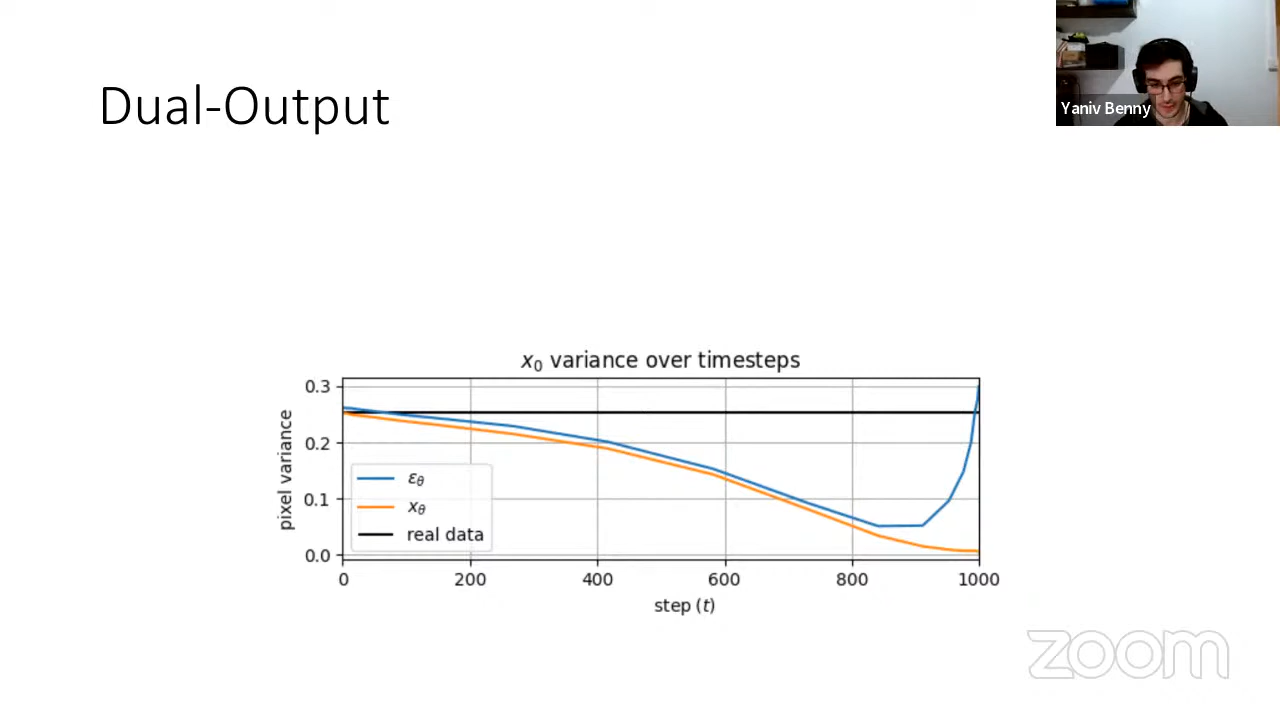 Dual-Output
Yaniv Benny
x₀ variance over timesteps
pixel variance
0.3
0.2
0.1
0.0
εθ
xθ
real data
0 200 400 600 800 1000
step (t)
zoom